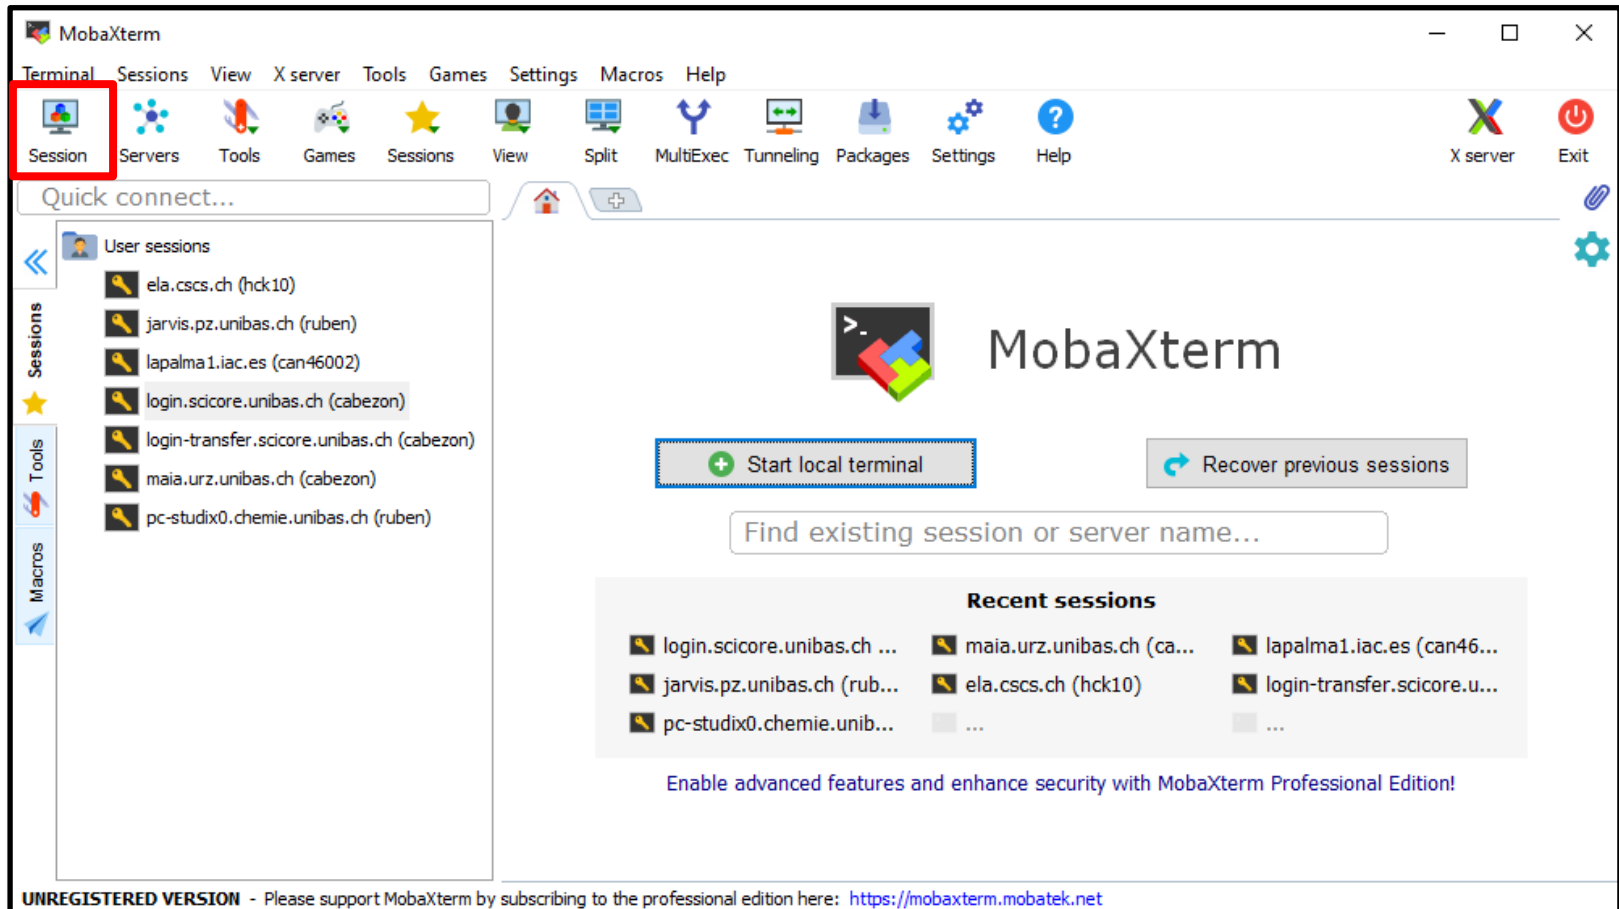 MobaXterm
Terminal Sessions View X server Tools Games Settings Macros Help
Session Servers Tools Games Sessions View Split MultiExec Tunneling Packages Settings Help X server Exit
Quick connect...
User sessions
ela.cscs.ch (hck10)
jarvis.pz.unibas.ch (ruben)
lapalma1.iac.es (can46002)
login.scicore.unibas.ch (cabezon)
login-transfer.scicore.unibas.ch (cabezon)
maia.urz.unibas.ch (cabezon)
pc-studix0.chemie.unibas.ch (ruben)
Sessions
Tools
Macros
>_
MobaXterm
Start local terminal
Recover previous sessions
Find existing session or server name...
Recent sessions
login.scicore.unibas.ch ... maia.urz.unibas.ch (ca... lapalma1.iac.es (can46...
jarvis.pz.unibas.ch (rub... ela.cscs.ch (hck10) login-transfer.scicore.u...
pc-studix0.chemie.unib... ... ...
Enable advanced features and enhance security with MobaXterm Professional Edition!
UNREGISTERED VERSION - Please support MobaXterm by subscribing to the professional edition here: https://mobaxterm.mobatek.net